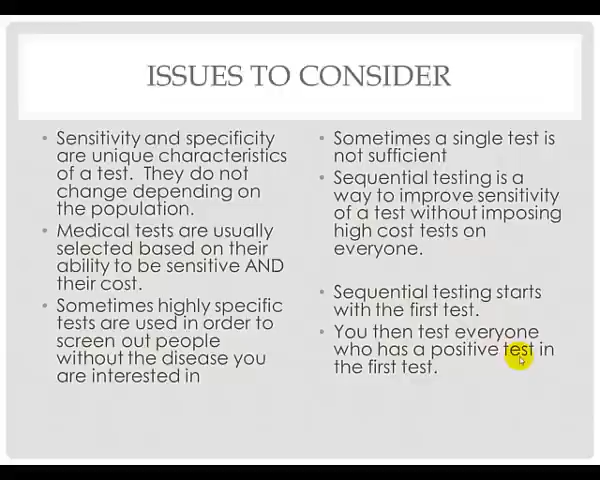 ISSUES TO CONSIDER
• Sensitivity and specificity
are unique characteristics
of a test. They do not
change depending on
the population.
• Medical tests are usually
selected based on their
ability to be sensitive AND
their cost.
• Sometimes highly specific
tests are used in order to
screen out people
without the disease you
are interested in
• Sometimes a single test is
not sufficient
• Sequential testing is a
way to improve sensitivity
of a test without imposing
high cost tests on
everyone.
• Sequential testing starts
with the first test.
• You then test everyone
who has a positive test in
the first test.